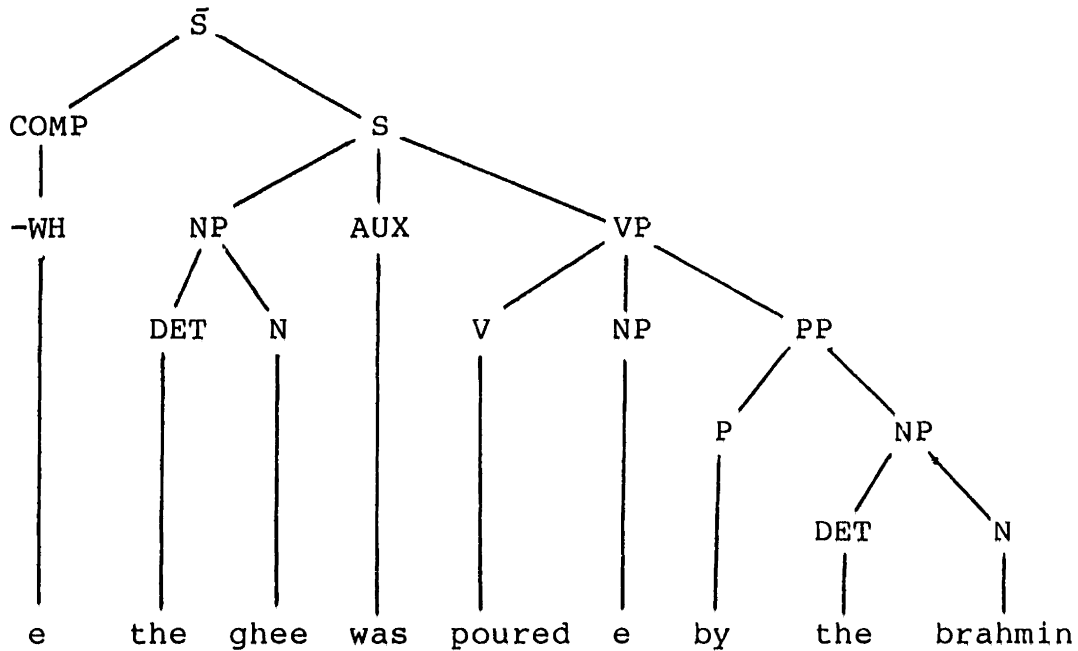 S̄
COMP S
-WH NP AUX VP
DET N V NP PP
P NP
DET N
e the ghee was poured e by the brahmin